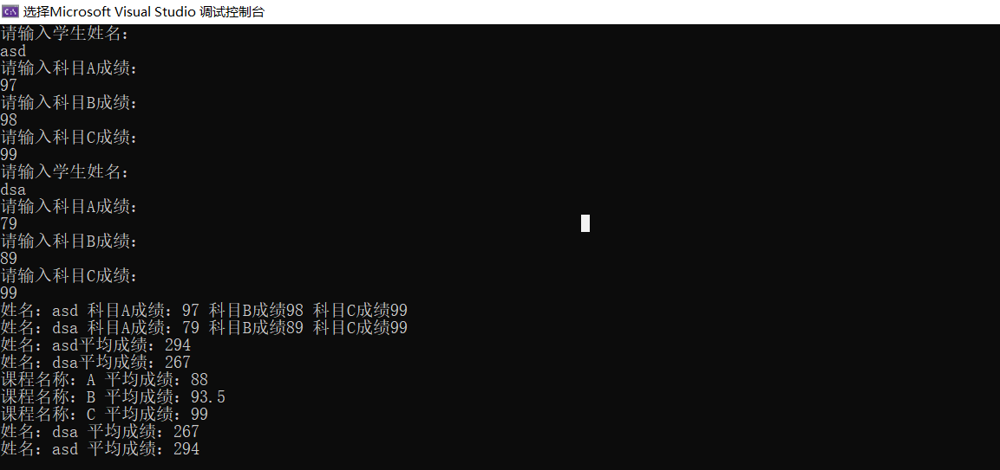 选择Microsoft Visual Studio 调试控制台
请输入学生姓名：
asd
请输入科目A成绩：
97
请输入科目B成绩：
98
请输入科目C成绩：
99
请输入学生姓名：
dsa
请输入科目A成绩：
79
请输入科目B成绩：
89
请输入科目C成绩：
99
姓名：asd 科目A成绩：97 科目B成绩98 科目C成绩99
姓名：dsa 科目A成绩：79 科目B成绩89 科目C成绩99
姓名：asd平均成绩：294
姓名：dsa平均成绩：267
课程名称：A 平均成绩：88
课程名称：B 平均成绩：93.5
课程名称：C 平均成绩：99
姓名：dsa 平均成绩：267
姓名：asd 平均成绩：294